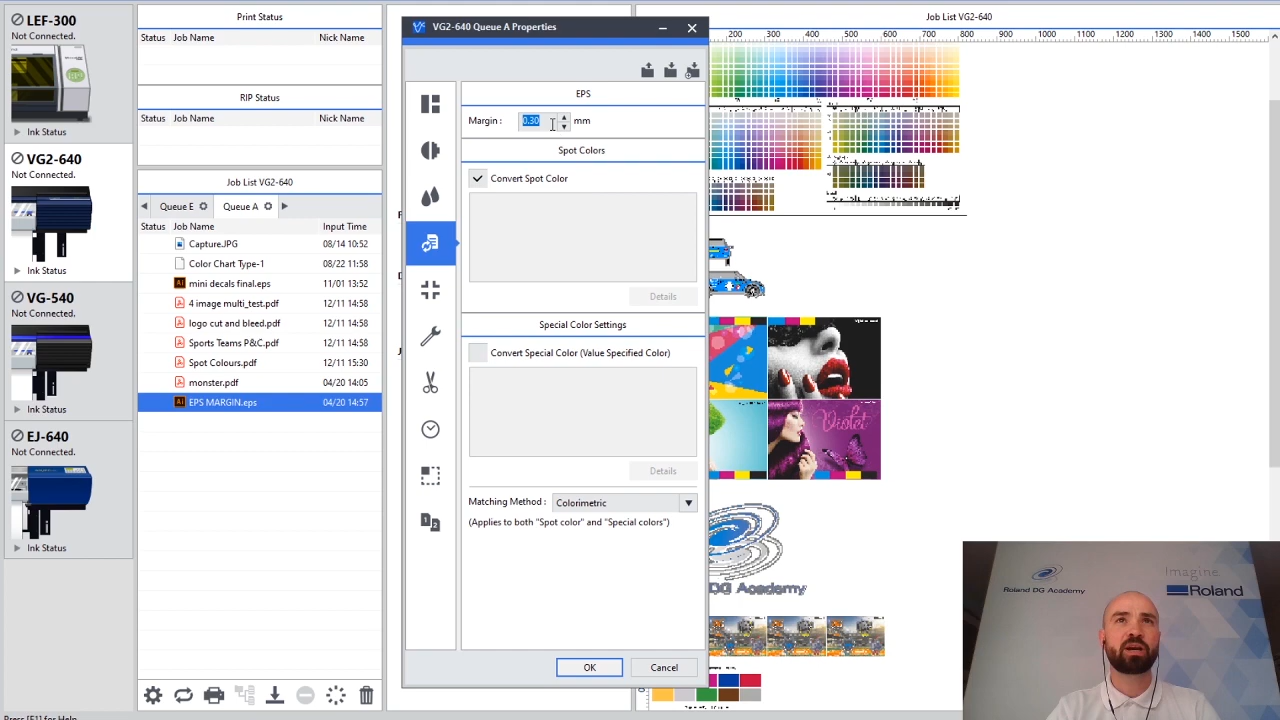 LEF-300
Not Connected.
Ink Status
VG2-640
Not Connected.
Ink Status
VG-540
Not Connected.
Ink Status
EJ-640
Not Connected.
Ink Status
Print Status
Status Job Name Nick Name
RIP Status
Status Job Name Nick Name
Job List VG2-640
Queue E Queue A
Status Job Name Input Time
Capture.JPG 08/14 10:52
Color Chart Type-1 08/22 11:58
mini decals final.eps 11/01 13:52
4 image multi_test.pdf 12/11 14:58
logo cut and bleed.pdf 12/11 14:58
Sports Teams P&C.pdf 12/11 14:58
Spot Colours.pdf 12/11 15:30
monster.pdf 04/20 14:05
EPS MARGIN.eps 04/20 14:57
Press [F1] for Help
VG2-640 Queue A Properties
EPS
Margin : 0.30 mm
Spot Colors
Convert Spot Color
Details
Special Color Settings
Convert Special Color (Value Specified Color)
Details
Matching Method : Colorimetric
(Applies to both "Spot color" and "Special colors")
OK Cancel
Job List VG2-640
200 300 400 500 600 700 800 900 1000 1100 1200 1300 1400 1500
Violet
DG Academy
Roland DG Academy
Imagine.
Roland